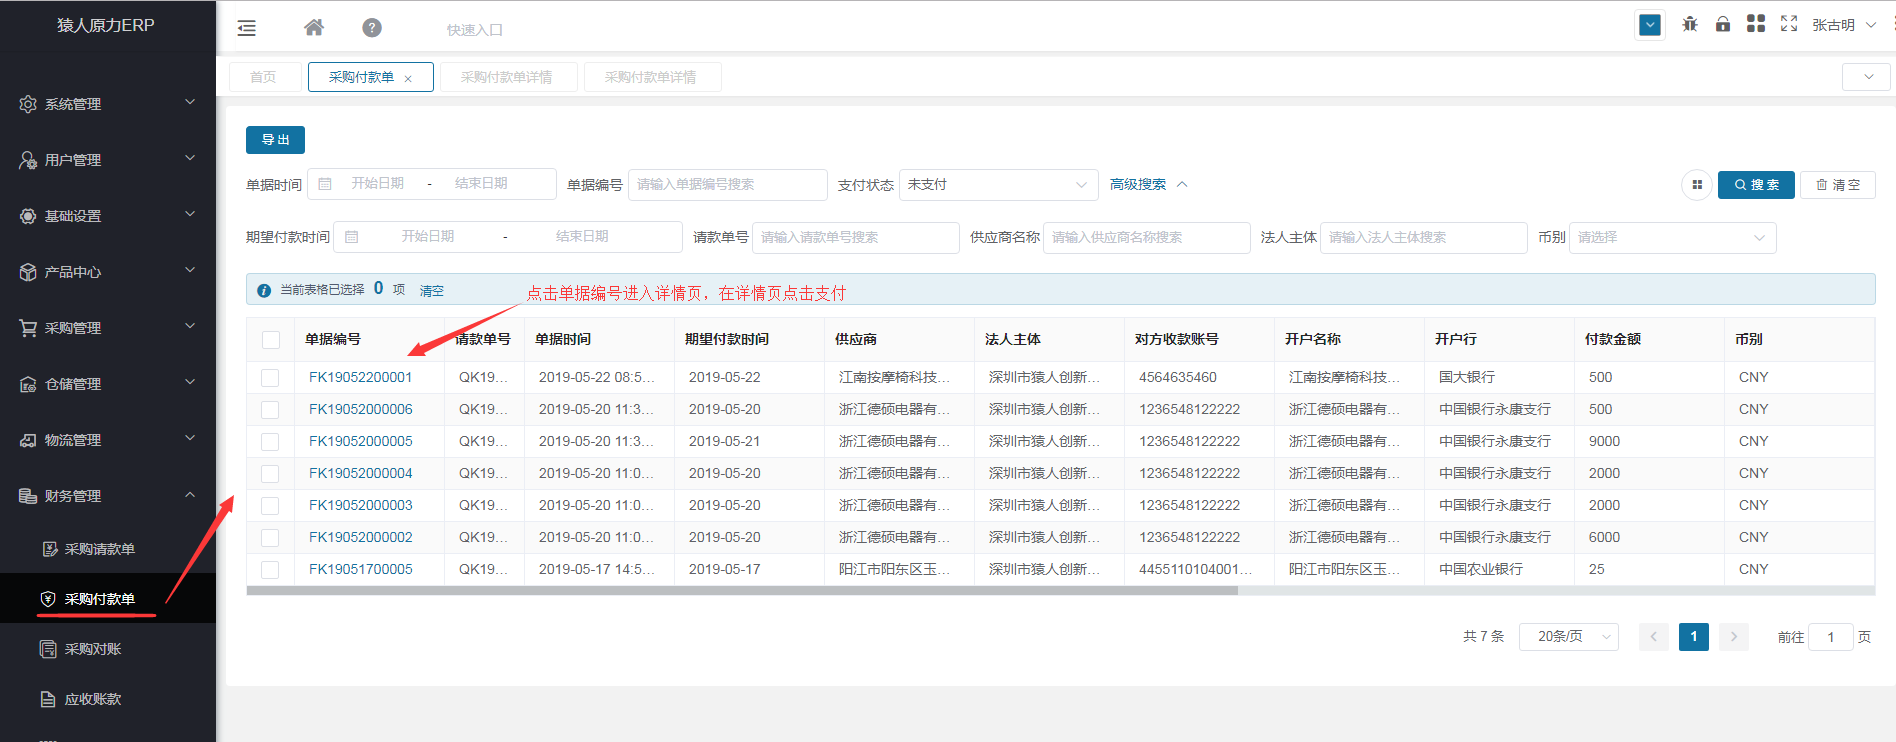 猿人原力ERP
快速入口
张古明
首页
采购付款单 ×
采购付款单详情
采购付款单详情
系统管理
用户管理
基础设置
产品中心
采购管理
仓储管理
物流管理
财务管理
采购请款单
采购付款单
采购对账
应收账款
导出
单据时间 开始日期 - 结束日期 单据编号 请输入单据编号搜索 支付状态 未支付 高级搜索 搜索 清空
期望付款时间 开始日期 - 结束日期 请款单号 请输入请款单号搜索 供应商名称 请输入供应商名称搜索 法人主体 请输入法人主体搜索 币别 请选择
当前表格已选择 0 项 清空
点击单据编号进入详情页，在详情页点击支付
单据编号 请款单号 单据时间 期望付款时间 供应商 法人主体 对方收款账号 开户名称 开户行 付款金额 币别
FK19052200001 QK19... 2019-05-22 08:5... 2019-05-22 江南按摩椅科技... 深圳市猿人创新... 4564635460 江南按摩椅科技... 国大银行 500 CNY
FK19052000006 QK19... 2019-05-20 11:3... 2019-05-20 浙江德硕电器有... 深圳市猿人创新... 1236548122222 浙江德硕电器有... 中国银行永康支行 500 CNY
FK19052000005 QK19... 2019-05-20 11:3... 2019-05-21 浙江德硕电器有... 深圳市猿人创新... 1236548122222 浙江德硕电器有... 中国银行永康支行 9000 CNY
FK19052000004 QK19... 2019-05-20 11:0... 2019-05-20 浙江德硕电器有... 深圳市猿人创新... 1236548122222 浙江德硕电器有... 中国银行永康支行 2000 CNY
FK19052000003 QK19... 2019-05-20 11:0... 2019-05-20 浙江德硕电器有... 深圳市猿人创新... 1236548122222 浙江德硕电器有... 中国银行永康支行 2000 CNY
FK19052000002 QK19... 2019-05-20 11:0... 2019-05-20 浙江德硕电器有... 深圳市猿人创新... 1236548122222 浙江德硕电器有... 中国银行永康支行 6000 CNY
FK19051700005 QK19... 2019-05-17 14:5... 2019-05-17 阳江市阳东区玉... 深圳市猿人创新... 4455110104001... 阳江市阳东区玉... 中国农业银行 25 CNY
共 7 条 20条/页 1 前往 1 页